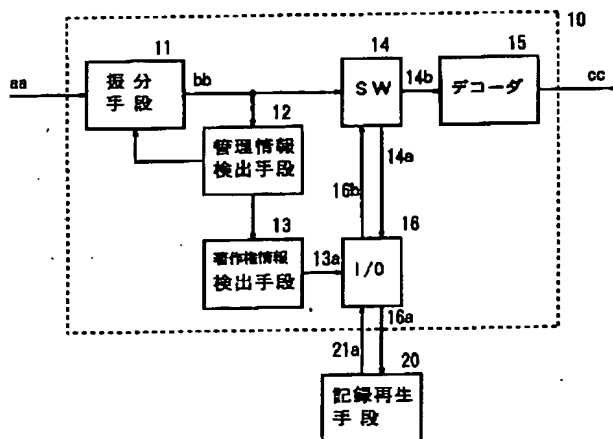 10
11
14
15
aa
振分
手段
bb
SW
14b
デコーダ
cc
12
管理情報
検出手段
14a
16b
13
16
著作権情報
検出手段
13a
I/O
16a
21a
20
記録再生
手段